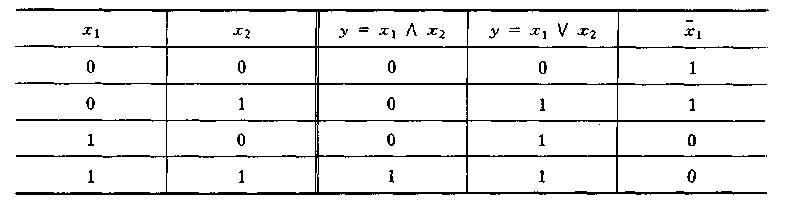 x₁ x₂ y = x₁ ∧ x₂ y = x₁ ∨ x₂ x̄₁
0 0 0 0 1
0 1 0 1 1
1 0 0 1 0
1 1 1 1 0